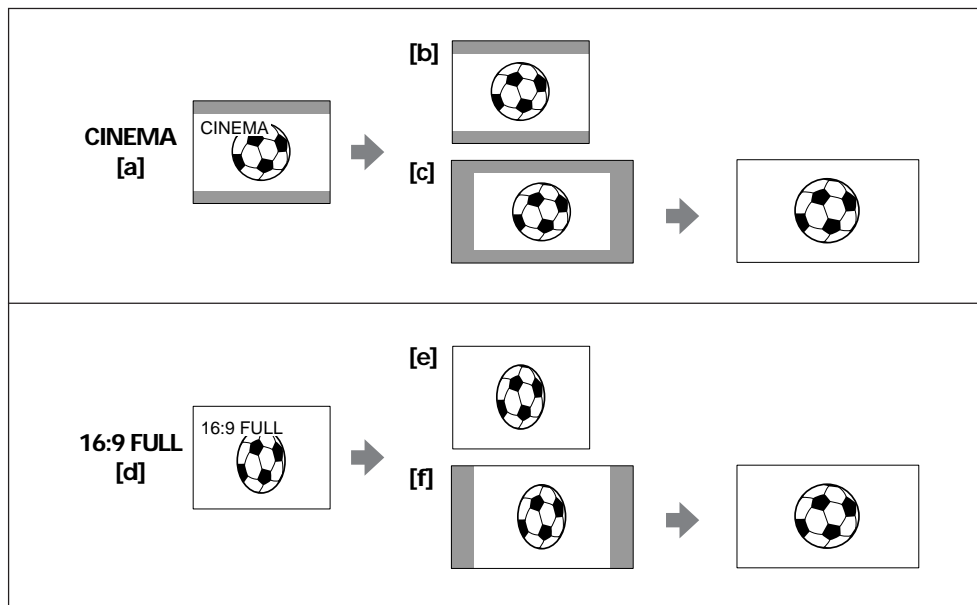 [b]
CINEMA
CINEMA
[a]
[c]
[e]
16:9 FULL
16:9 FULL
[d]
[f]